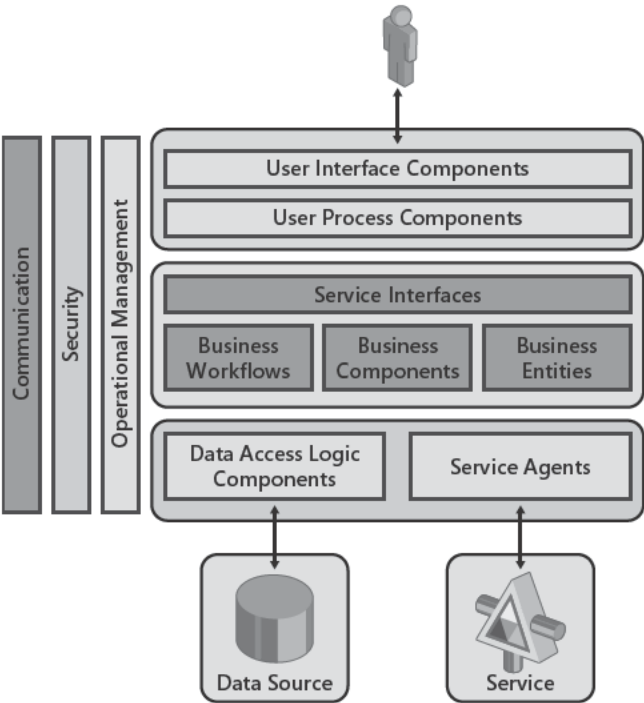 Communication
Security
Operational Management
User Interface Components
User Process Components
Service Interfaces
Business
Workflows
Business
Components
Business
Entities
Data Access Logic
Components
Service Agents
Data Source
Service